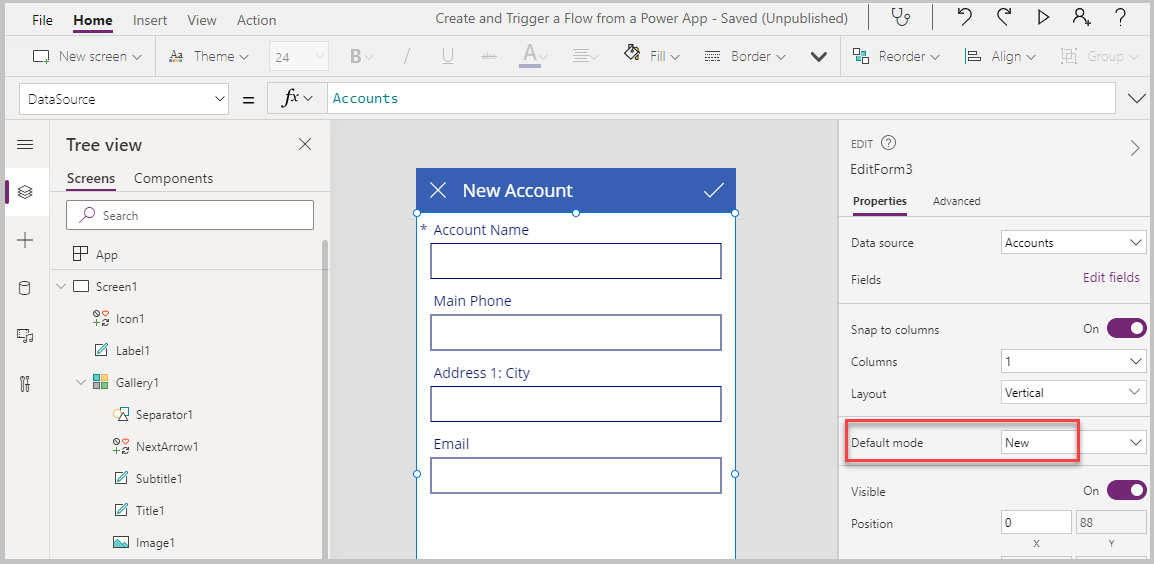 File Home Insert View Action Create and Trigger a Flow from a Power App - Saved (Unpublished) ?
New screen Aa Theme 24 B / U abc A Fill Border Reorder Align Group
DataSource = fx Accounts
Tree view
Screens Components
Search
App
Screen1
Icon1
Label1
Gallery1
Separator1
NextArrow1
Subtitle1
Title1
Image1
New Account
* Account Name
Main Phone
Address 1: City
Email
EDIT ?
EditForm3
Properties Advanced
Data source Accounts
Fields Edit fields
Snap to columns On
Columns 1
Layout Vertical
Default mode New
Visible On
Position 0 88
X Y